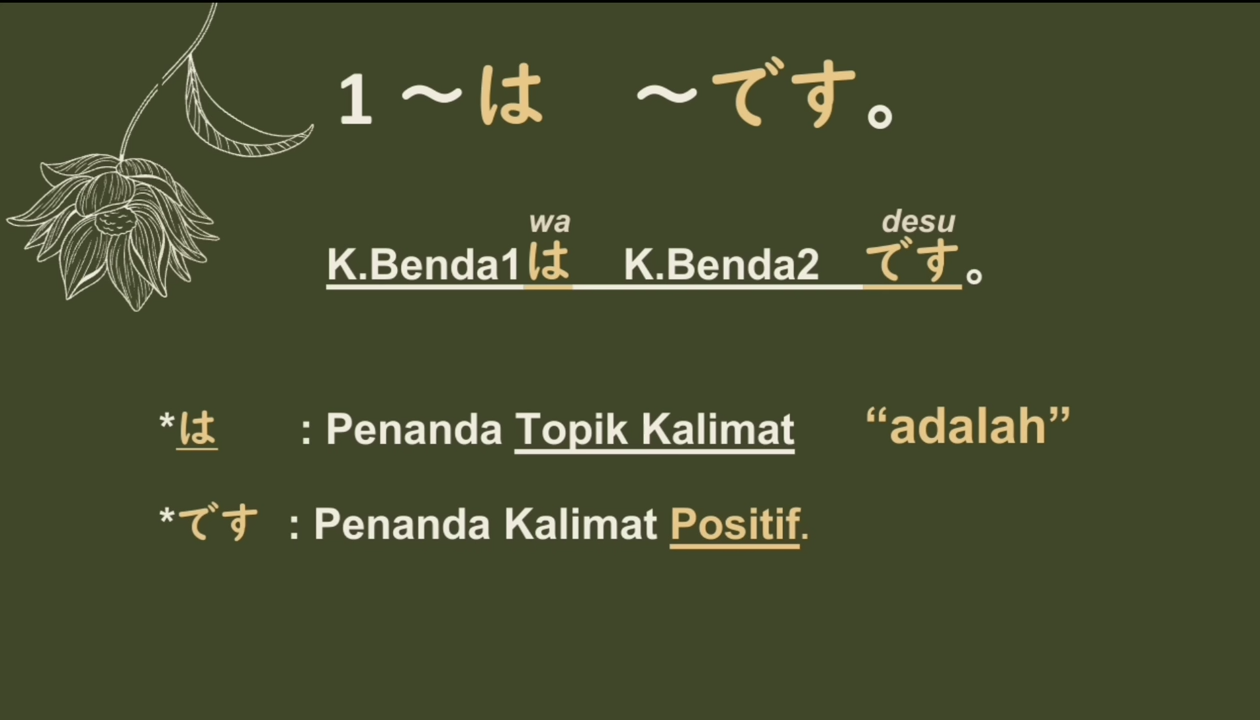 1 ～は ～です。
wa desu
K.Benda1は K.Benda2 です。
*は : Penanda Topik Kalimat “adalah”
*です : Penanda Kalimat Positif.